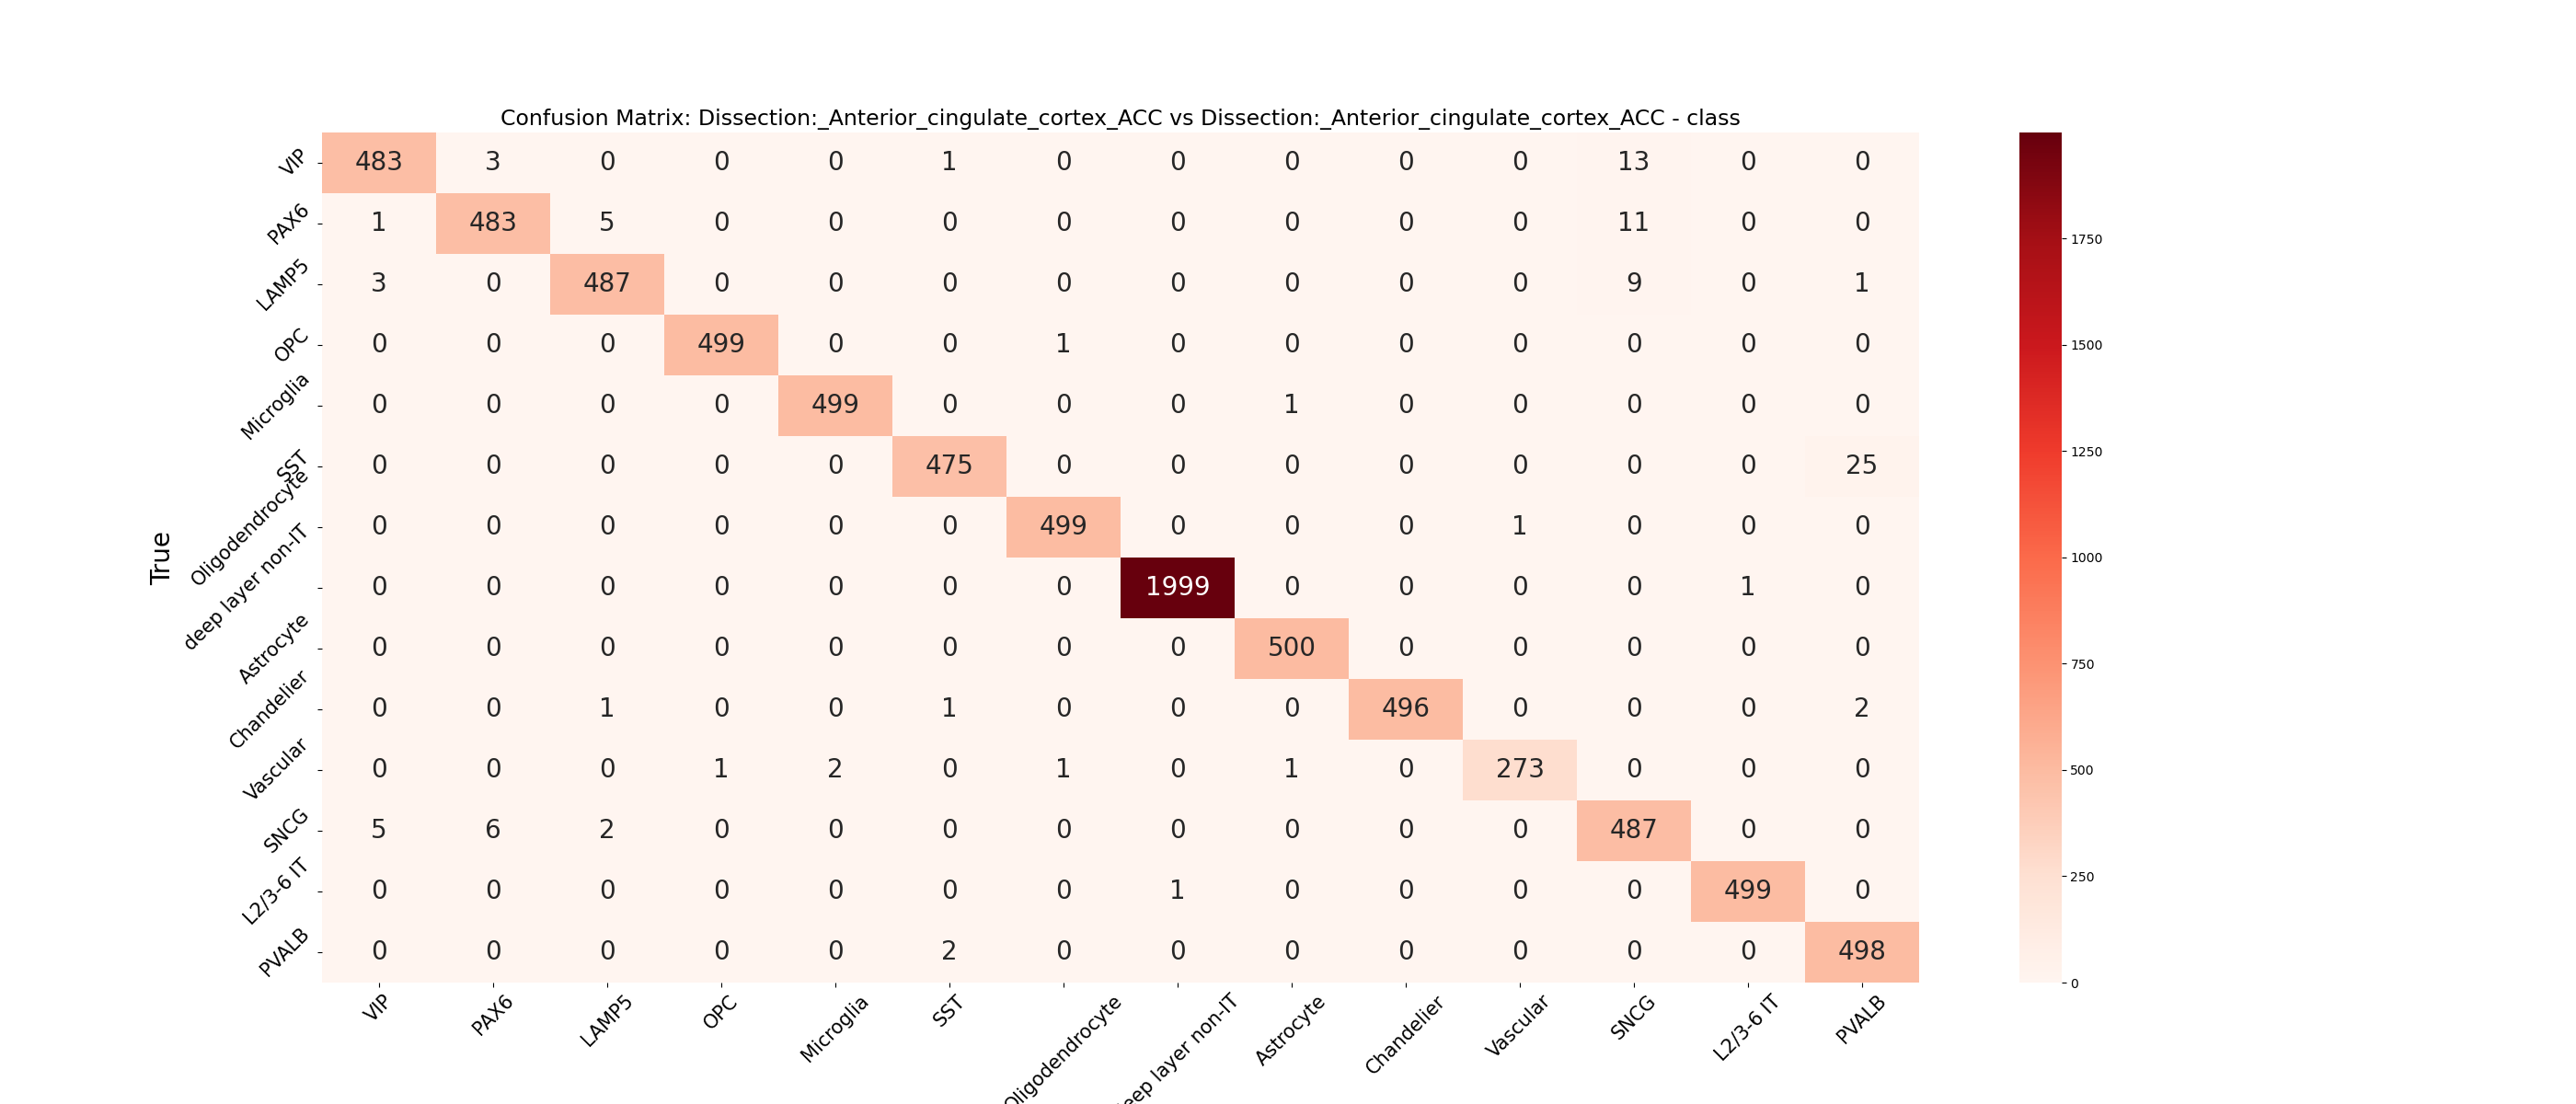 Confusion Matrix: Dissection:_Anterior_cingulate_cortex_ACC vs Dissection:_Anterior_cingulate_cortex_ACC - class
True
VIP 483 3 0 0 0 1 0 0 0 0 0 13 0 0
PAX6 1 483 5 0 0 0 0 0 0 0 0 11 0 0
LAMP5 3 0 487 0 0 0 0 0 0 0 0 9 0 1
OPC 0 0 0 499 0 0 1 0 0 0 0 0 0 0
Microglia 0 0 0 0 499 0 0 0 1 0 0 0 0 0
SST 0 0 0 0 0 475 0 0 0 0 0 0 0 25
Oligodendrocyte 0 0 0 0 0 0 499 0 0 0 1 0 0 0
deep layer non-IT 0 0 0 0 0 0 0 1999 0 0 0 0 1 0
Astrocyte 0 0 0 0 0 0 0 0 500 0 0 0 0 0
Chandelier 0 0 1 0 0 1 0 0 0 496 0 0 0 2
Vascular 0 0 0 1 2 0 1 0 1 0 273 0 0 0
SNCG 5 6 2 0 0 0 0 0 0 0 0 487 0 0
L2/3-6 IT 0 0 0 0 0 0 0 1 0 0 0 0 499 0
PVALB 0 0 0 0 0 2 0 0 0 0 0 0 0 498
VIP PAX6 LAMP5 OPC Microglia SST Oligodendrocyte layer non-IT Astrocyte Chandelier Vascular SNCG L2/3-6 IT PVALB
1750
1500
1250
1000
750
500
250
0